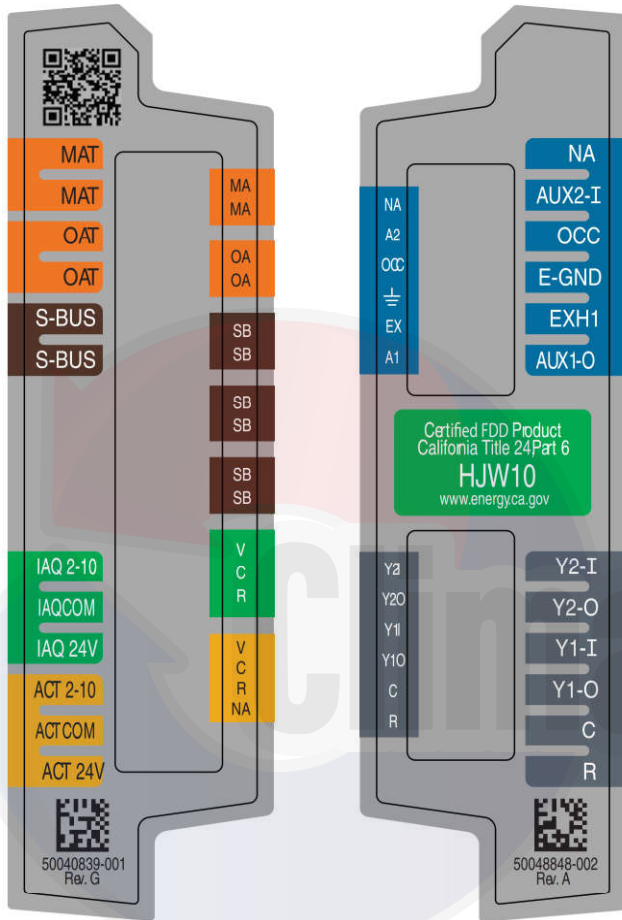 MAT
MAT
OAT
OAT
S-BUS
S-BUS
IAQ 2-10
IAQCOM
IAQ 24V
ACT 2-10
ACTCOM
ACT 24V
50040839-001
Rev. G
MA
MA
OA
OA
SB
SB
SB
SB
SB
SB
V
C
R
V
C
R
NA
NA
A2
OCC
EX
A1
NA
AUX2-I
OCC
E-GND
EXH1
AUX1-O
Certified FDD Product
California Title 24,Part 6
HJW10
www.energy.ca.gov
Y2I
Y2O
Y1I
Y1O
C
R
Y2-I
Y2-O
Y1-I
Y1-O
C
R
50048848-002
Rev. A